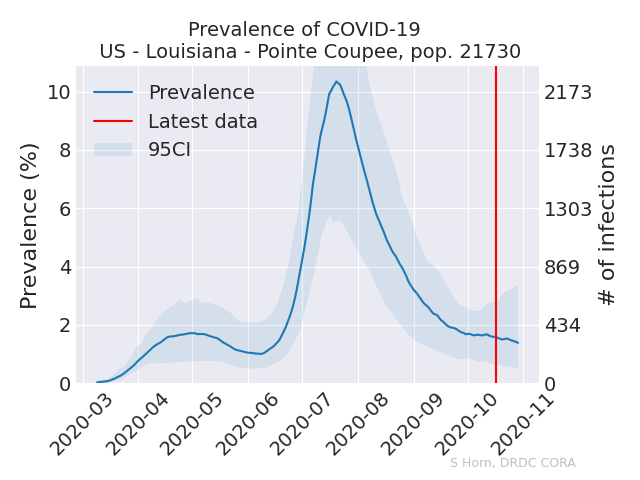 Prevalence of COVID-19
US - Louisiana - Pointe Coupee, pop. 21730
Prevalence
Latest data
95CI
Prevalence (%)
10
8
6
4
2
0
2173
1738
1303
869
434
0
# of infections
2020-03
2020-04
2020-05
2020-06
2020-07
2020-08
2020-09
2020-10
2020-11
S Horn, DRDC CORA